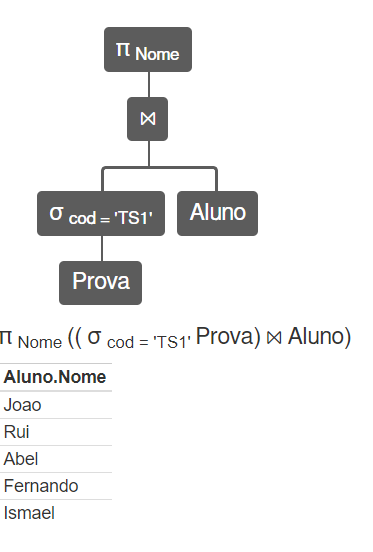 π Nome
⋈
σ cod = 'TS1'
Aluno
Prova
π Nome (( σ cod = 'TS1' Prova) ⋈ Aluno)
Aluno.Nome
Joao
Rui
Abel
Fernando
Ismael